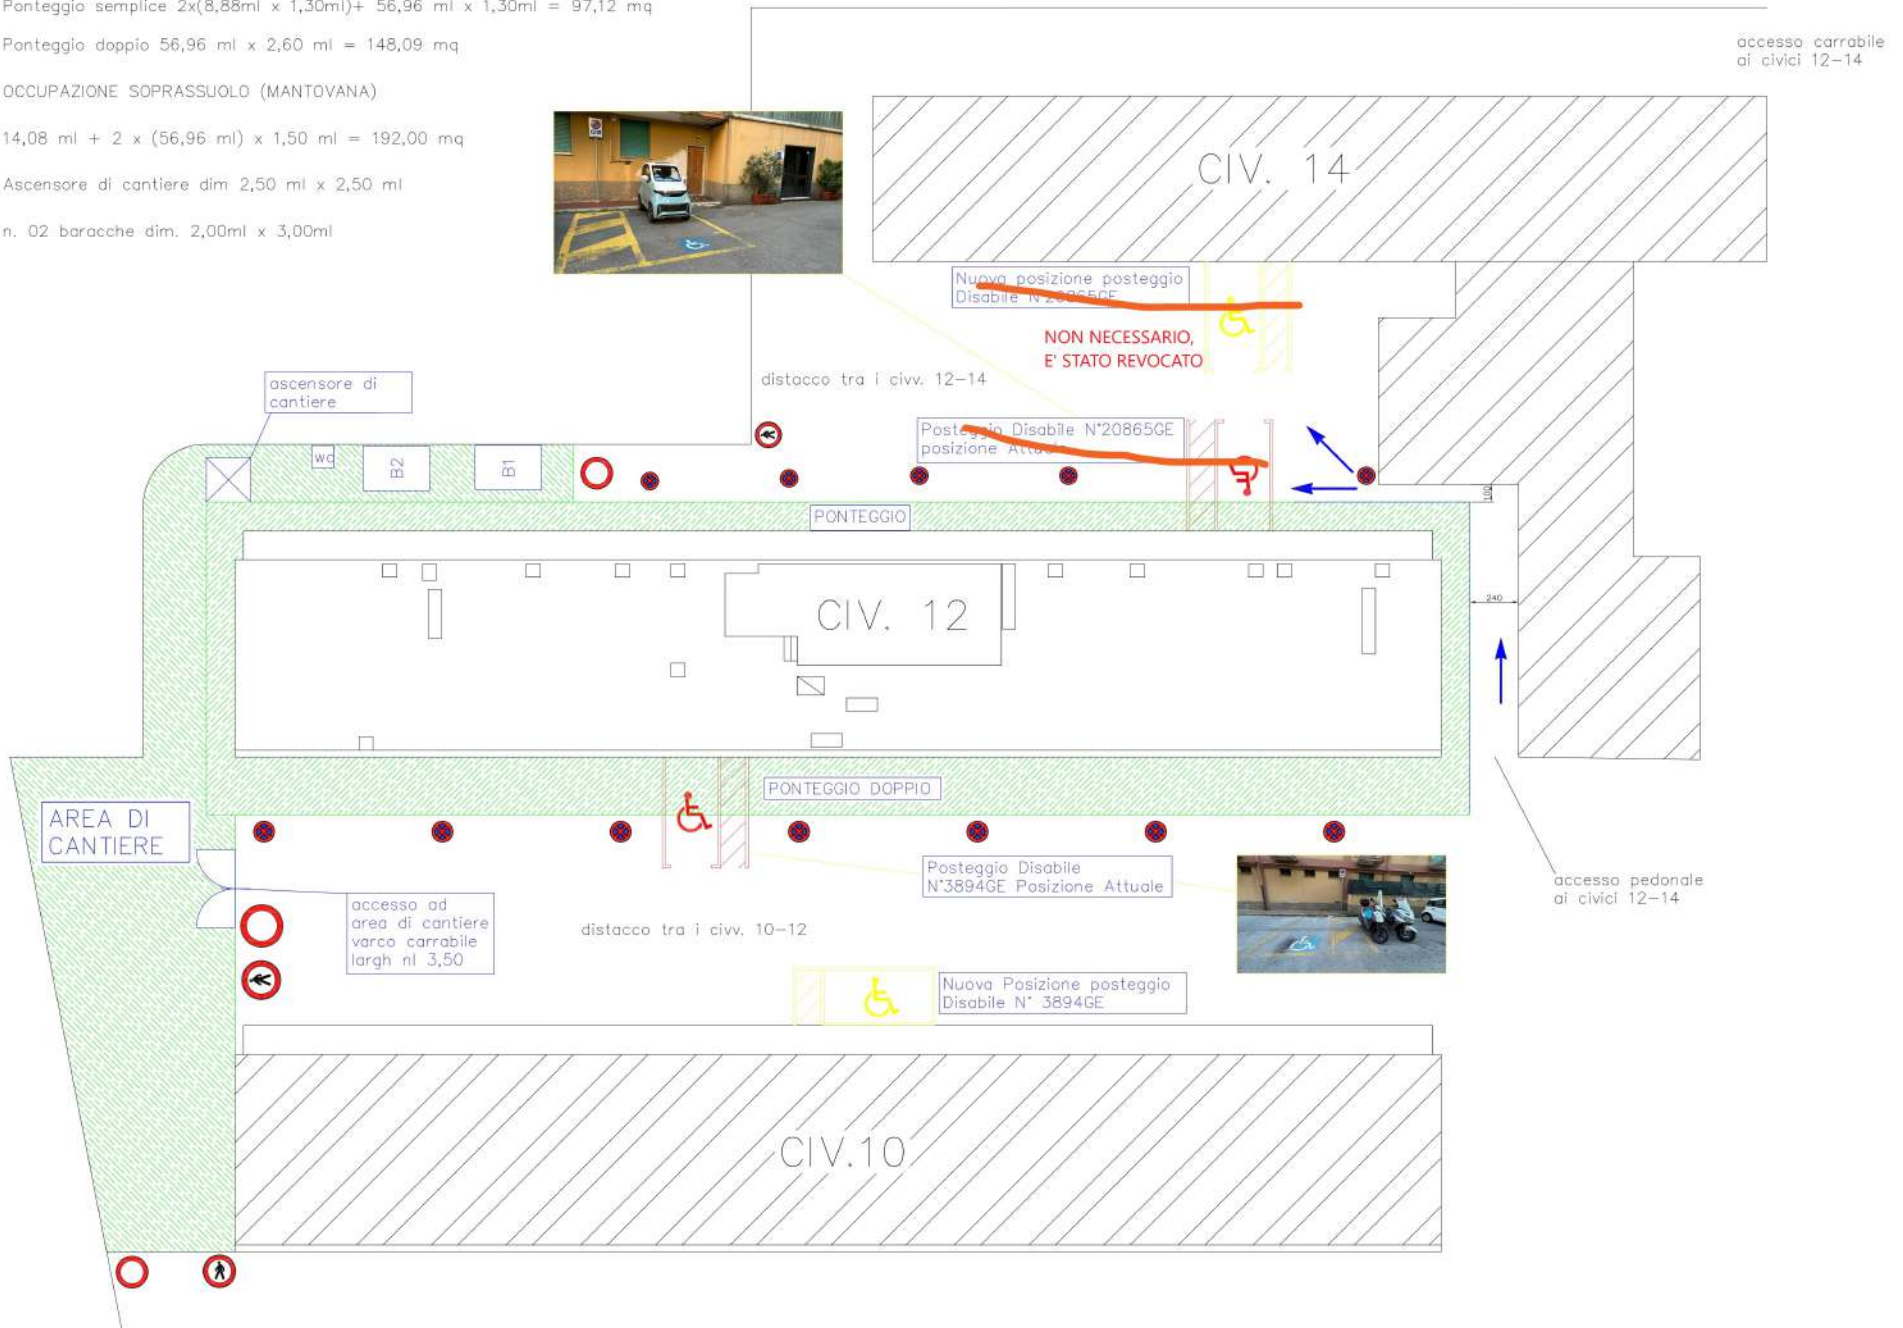 Ponteggio semplice 2x(8,88ml x 1,30ml)+ 56,96 ml x 1,30ml = 97,12 mq
Ponteggio doppio 56,96 ml x 2,60 ml = 148,09 mq
OCCUPAZIONE SOPRASSUOLO (MANTOVANA)
14,08 ml + 2 x (56,96 ml) x 1,50 ml = 192,00 mq
Ascensore di cantiere dim 2,50 ml x 2,50 ml
n. 02 baracche dim. 2,00ml x 3,00ml
accesso carrabile
ai civici 12-14
CIV. 14
Nuova posizione posteggio
Disabile N°20865GE
NON NECESSARIO,
E' STATO REVOCATO
distacco tra i civv. 12-14
ascensore di
cantiere
Posteggio Disabile N°20865GE
posizione Attuale
wc
B2
B1
100
PONTEGGIO
CIV. 12
240
PONTEGGIO DOPPIO
AREA DI
CANTIERE
Posteggio Disabile
N°3894GE Posizione Attuale
accesso pedonale
ai civici 12-14
accesso ad
area di cantiere
varco carrabile
largh ml 3,50
distacco tra i civv. 10-12
Nuova Posizione posteggio
Disabile N° 3894GE
CIV.10